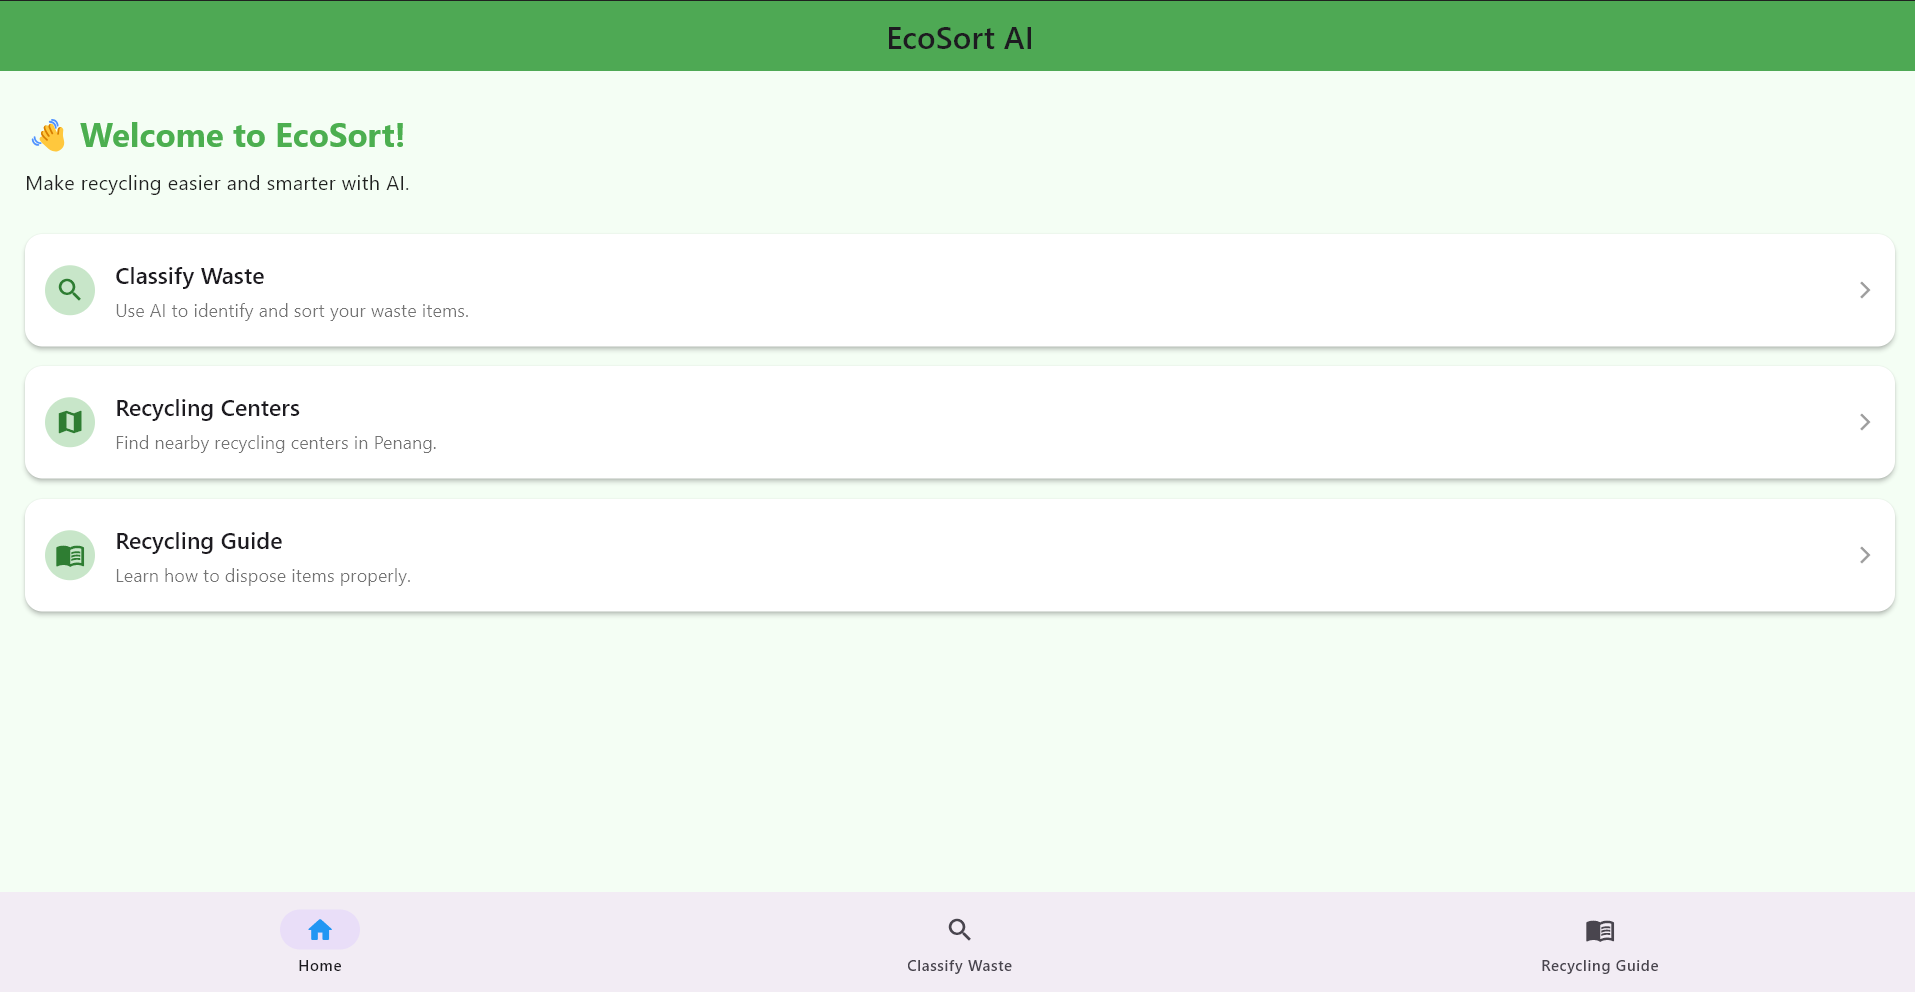 EcoSort AI
👋 Welcome to EcoSort!
Make recycling easier and smarter with AI.
Classify Waste
Use AI to identify and sort your waste items.
Recycling Centers
Find nearby recycling centers in Penang.
Recycling Guide
Learn how to dispose items properly.
Home
Classify Waste
Recycling Guide